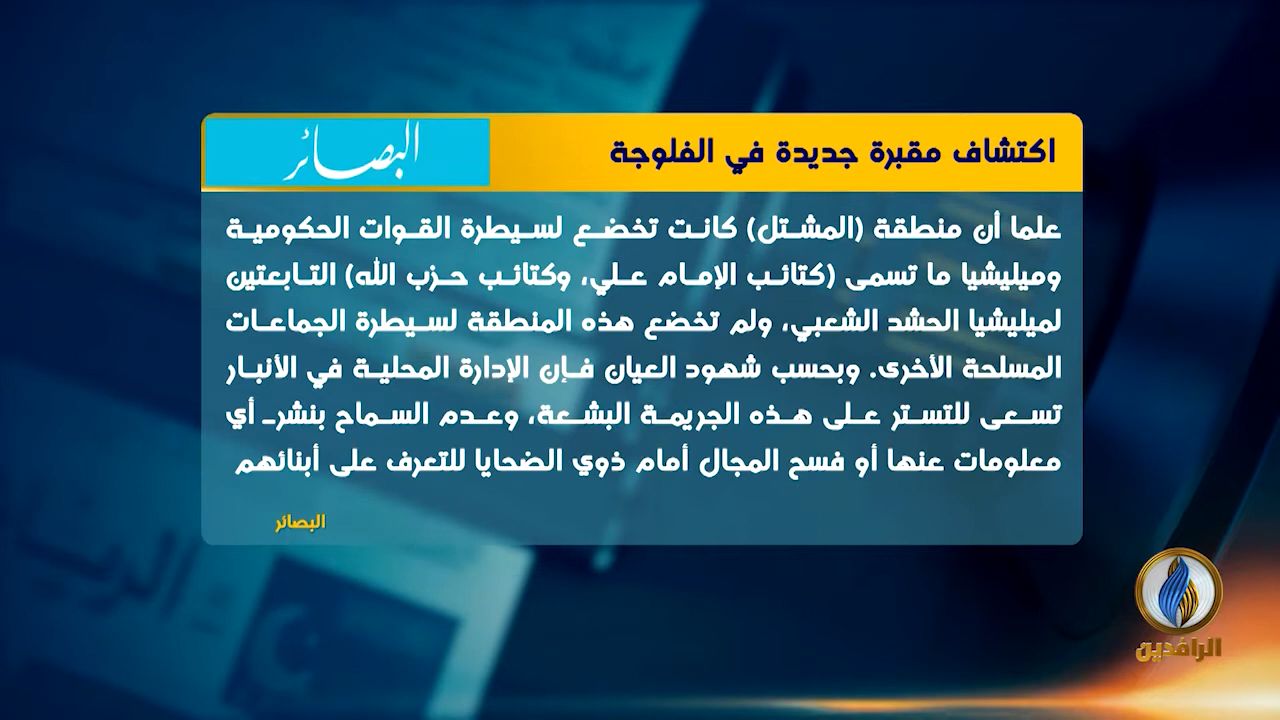 اكتشاف مقبرة جديدة في الفلوجة
البصائر
علما أن منطقة (المشتل) كانت تخضع لسيطرة القوات الحكومية
وميليشيا ما تسمى (كتائب الإمام علي، وكتائب حزب الله) التابعتين
لميليشيا الحشد الشعبي، ولم تخضع هذه المنطقة لسيطرة الجماعات
المسلحة الأخرى. وبحسب شهود العيان فإن الإدارة المحلية في الأنبار
تسعى للتستر على هذه الجريمة البشعة، وعدم السماح بنشر أي
معلومات عنها أو فسح المجال أمام ذوي الضحايا للتعرف على أبنائهم
البصائر
الرافدين